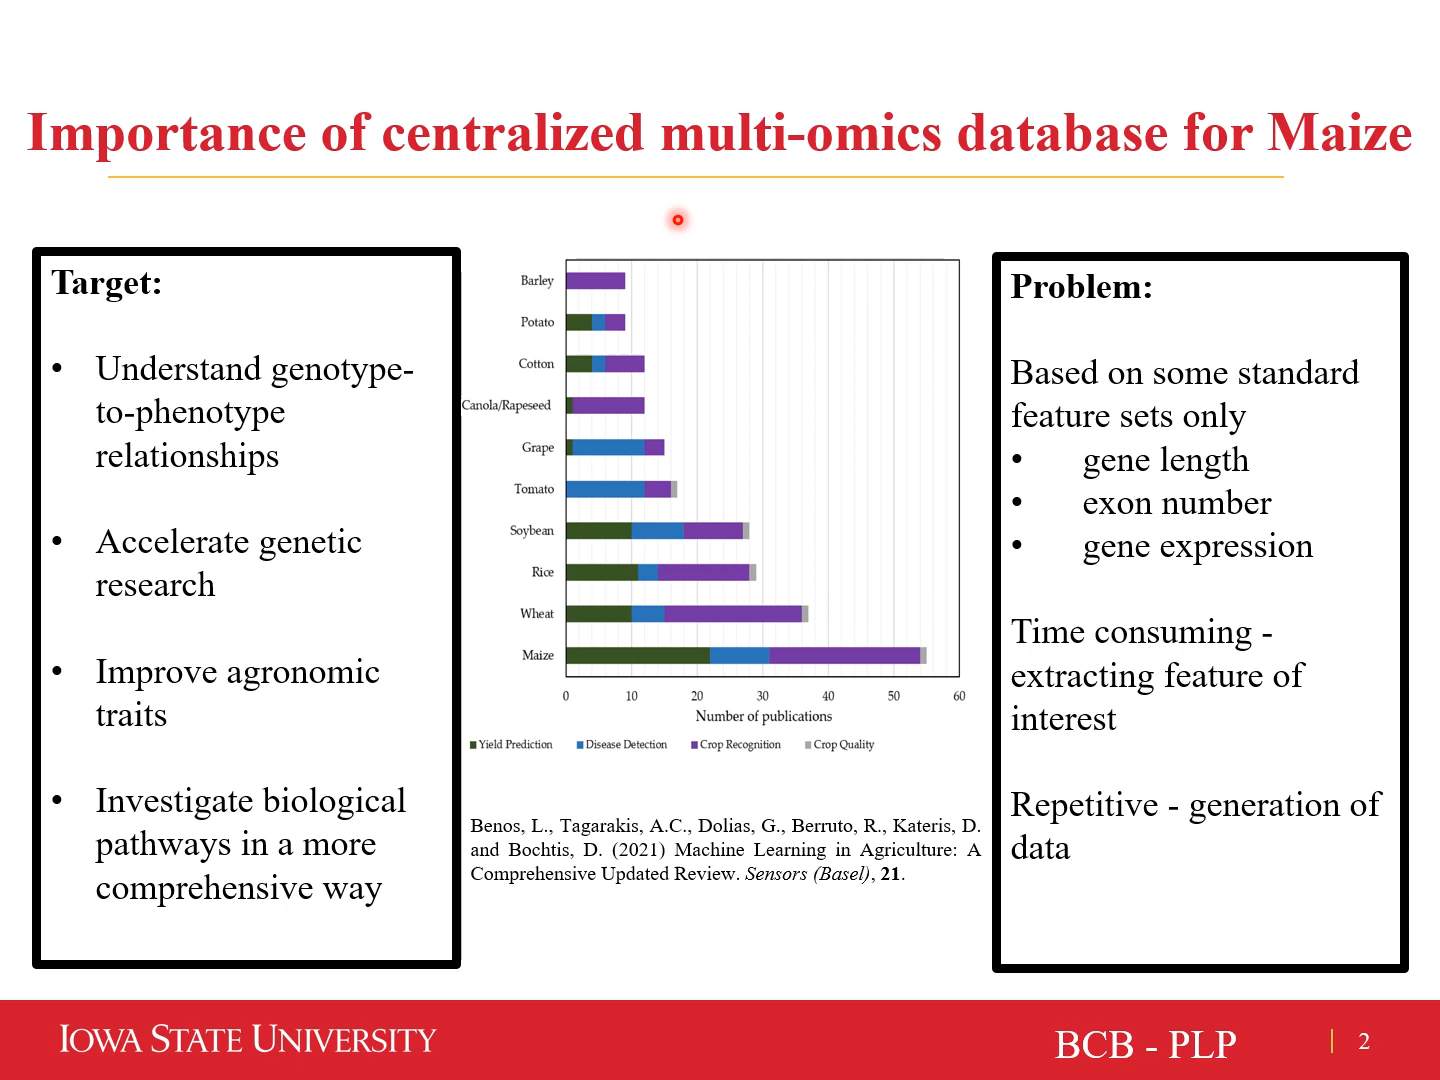 Importance of centralized multi-omics database for Maize
Target:
• Understand genotype-
to-phenotype
relationships
• Accelerate genetic
research
• Improve agronomic
traits
• Investigate biological
pathways in a more
comprehensive way
Barley
Potato
Cotton
Canola/Rapeseed
Grape
Tomato
Soybean
Rice
Wheat
Maize
0 10 20 30 40 50 60
Number of publications
Yield Prediction Disease Detection Crop Recognition Crop Quality
Benos, L., Tagarakis, A.C., Dolias, G., Berruto, R., Kateris, D.
and Bochtis, D. (2021) Machine Learning in Agriculture: A
Comprehensive Updated Review. Sensors (Basel), 21.
Problem:
Based on some standard
feature sets only
• gene length
• exon number
• gene expression
Time consuming -
extracting feature of
interest
Repetitive - generation of
data
IOWA STATE UNIVERSITY
BCB - PLP
2